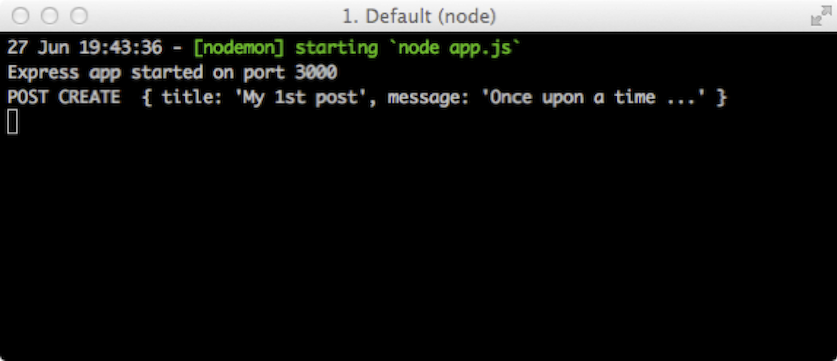 1. Default (node)
27 Jun 19:43:36 - [nodemon] starting `node app.js`
Express app started on port 3000
POST CREATE  { title: 'My 1st post', message: 'Once upon a time ...' }